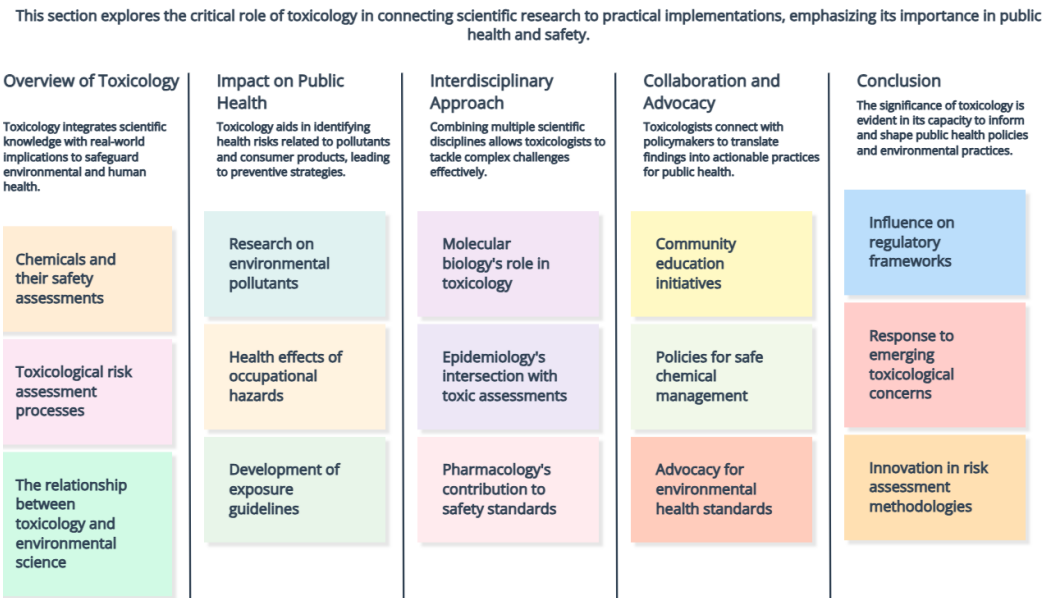 This section explores the critical role of toxicology in connecting scientific research to practical implementations, emphasizing its importance in public
health and safety.
Overview of Toxicology
Toxicology integrates scientific
knowledge with real-world
implications to safeguard
environmental and human
health.
Chemicals and
their safety
assessments
Toxicological risk
assessment
processes
The relationship
between
toxicology and
environmental
science
Impact on Public
Health
Toxicology aids in identifying
health risks related to pollutants
and consumer products, leading
to preventive strategies.
Research on
environmental
pollutants
Health effects of
occupational
hazards
Development of
exposure
guidelines
Interdisciplinary
Approach
Combining multiple scientific
disciplines allows toxicologists to
tackle complex challenges
effectively.
Molecular
biology's role in
toxicology
Epidemiology's
intersection with
toxic assessments
Pharmacology's
contribution to
safety standards
Collaboration and
Advocacy
Toxicologists connect with
policymakers to translate
findings into actionable practices
for public health.
Community
education
initiatives
Policies for safe
chemical
management
Advocacy for
environmental
health standards
Conclusion
The significance of toxicology is
evident in its capacity to inform
and shape public health policies
and environmental practices.
Influence on
regulatory
frameworks
Response to
emerging
toxicological
concerns
Innovation in risk
assessment
methodologies